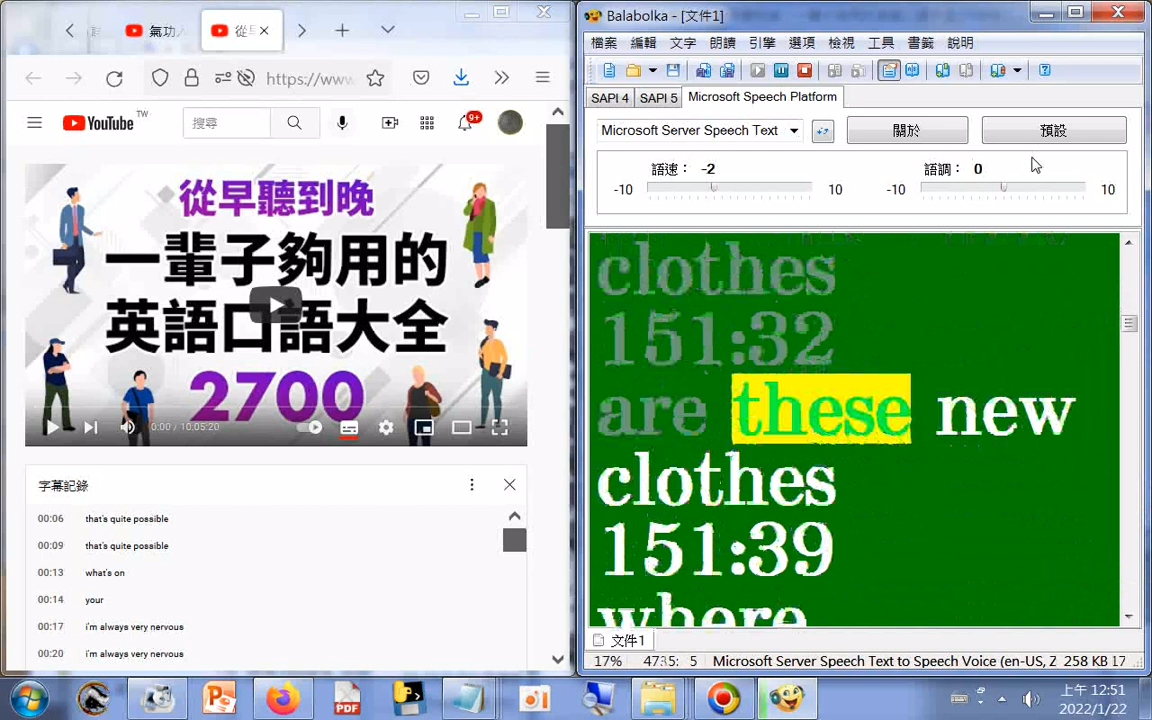 氣功
從
https://www
YouTube TW
搜尋
9+
從早聽到晚
一輩子夠用的
英語口語大全
2700
0:00 / 10:05:20
字幕記錄
00:06 that's quite possible
00:09 that's quite possible
00:13 what's on
00:14 your
00:17 i'm always very nervous
00:20 i'm always very nervous
Balabolka - [文件1]
檔案 編輯 文字 朗讀 引擎 選項 檢視 工具 書籤 說明
SAPI 4 SAPI 5 Microsoft Speech Platform
Microsoft Server Speech Text 關於 預設
語速： -2 語調： 0
-10 10 -10 10
clothes
151:32
are these new
clothes
151:39
where
文件1
17% 4735: 5 Microsoft Server Speech Text to Speech Voice (en-US, Z 258 KB 17
PDF
上午 12:51
2022/1/22